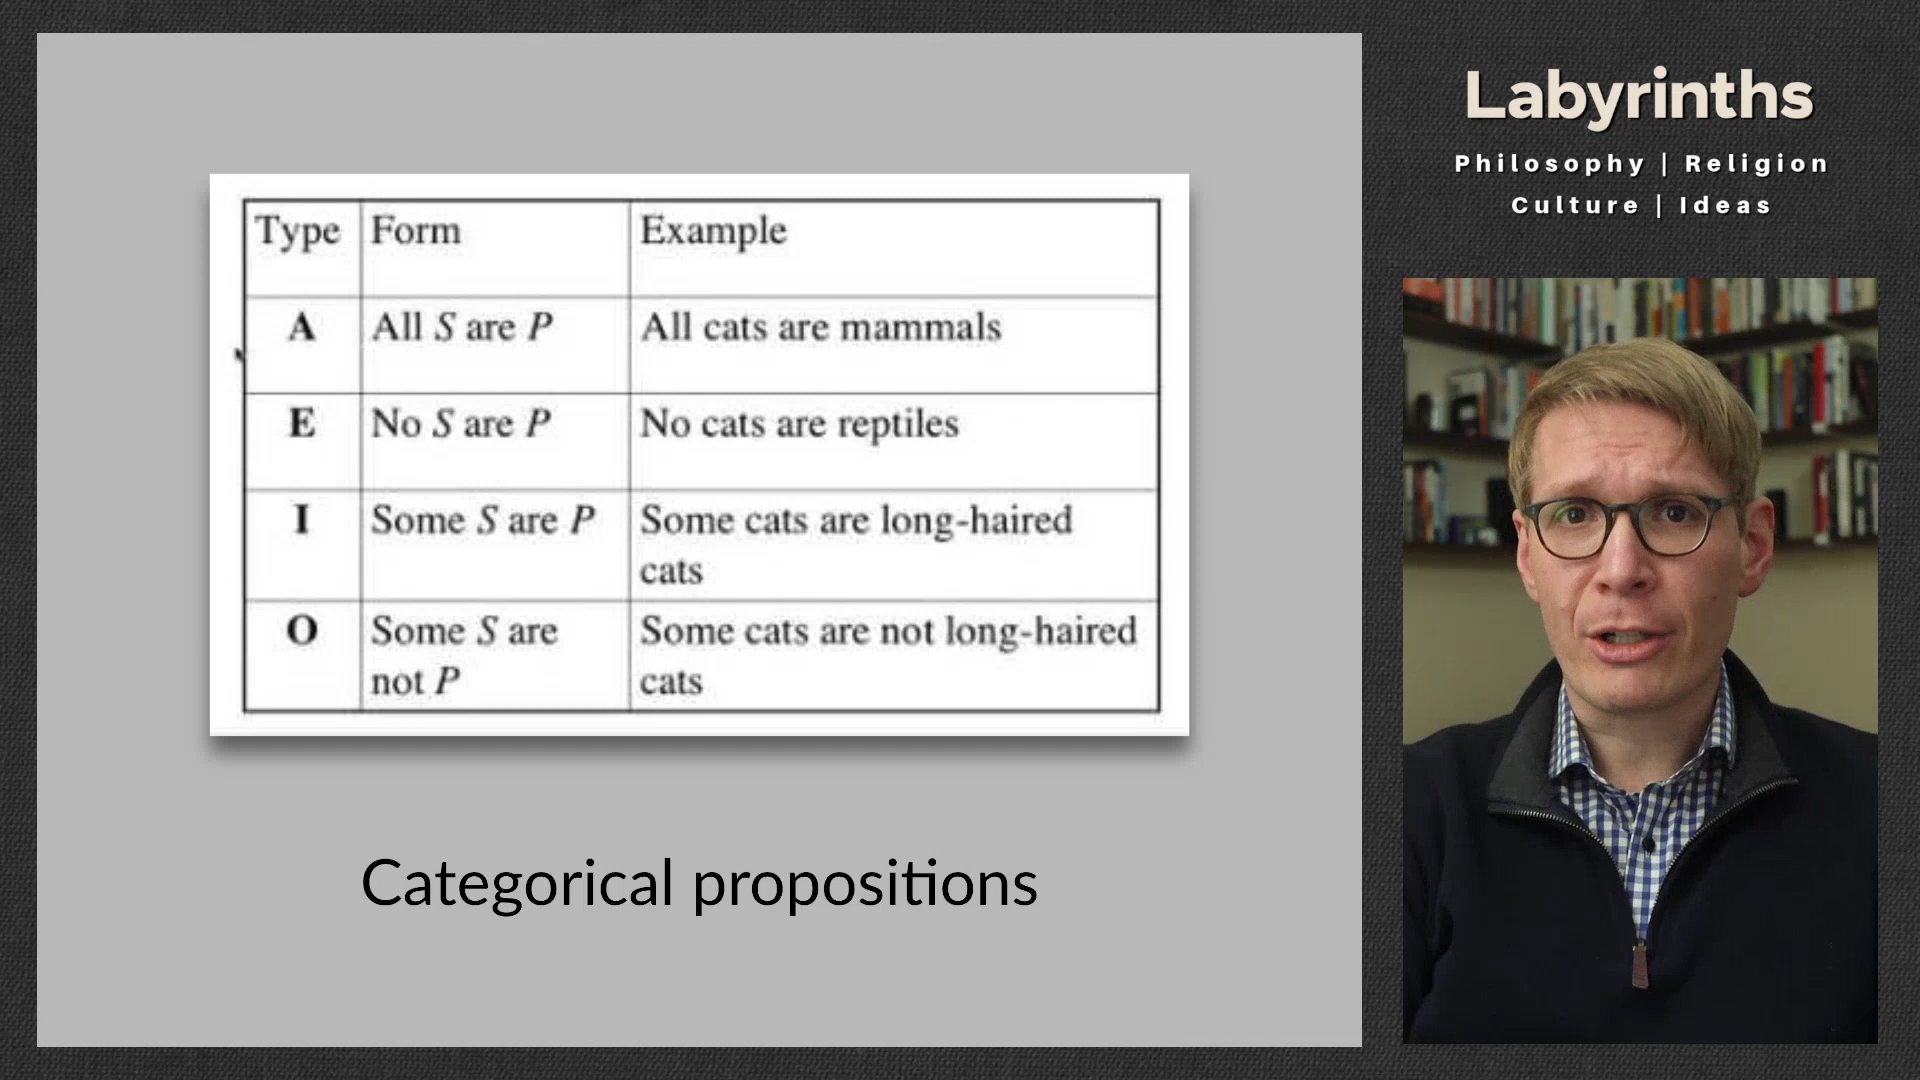 Labyrinths
Philosophy | Religion
Culture | Ideas
Type Form Example
A All S are P All cats are mammals
E No S are P No cats are reptiles
I Some S are P Some cats are long-haired
cats
O Some S are Some cats are not long-haired
not P cats
Categorical propositions